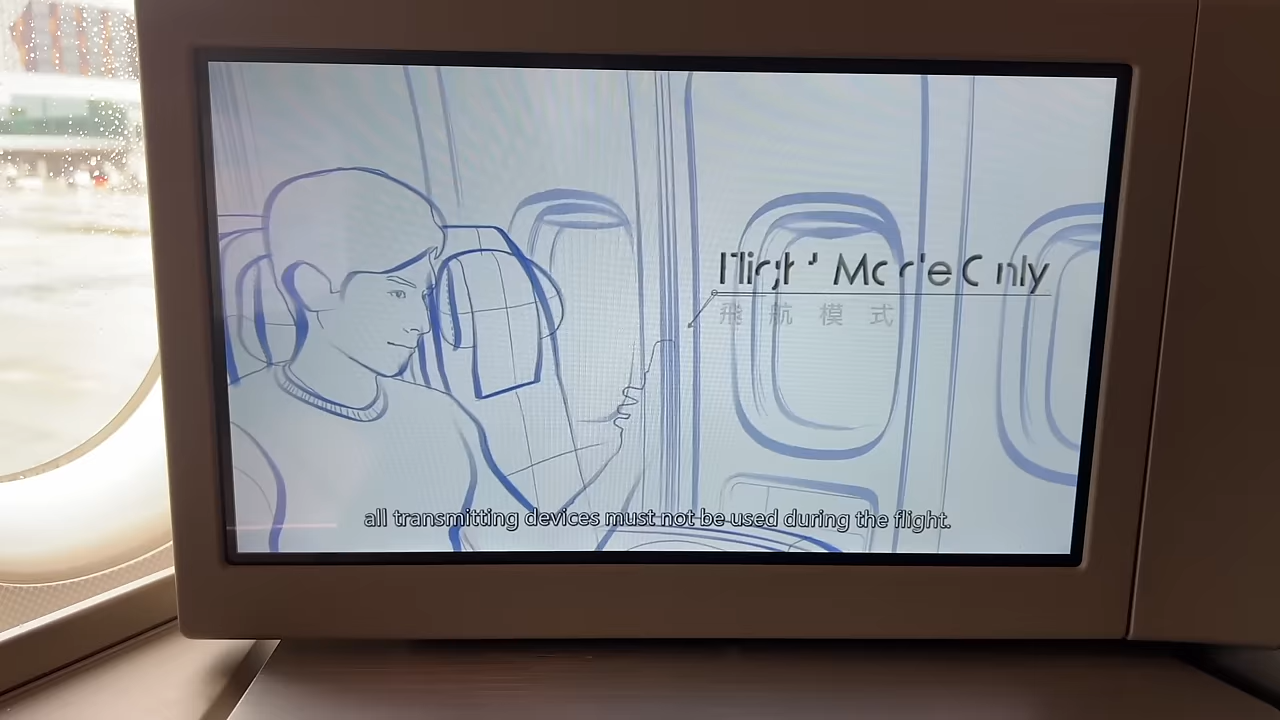 Flight Mode Only
飛航模式
all transmitting devices must not be used during the flight.